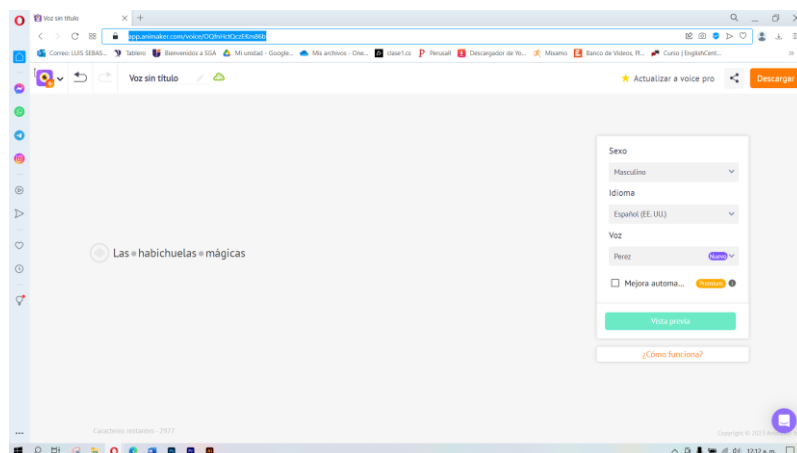 Voz sin título
app.animaker.com/voice/OQfnHctQczEKn86b
Correo: LUIS SEBAS... Tablero Bienvenidos a SGA Mi unidad - Google... Mis archivos - One... clase1.cs Perusall Descargador de Yo... Misamo Banco de Videos, Pl... Curso | EnglishCent...
Voz sin título Actualizar a voice pro Descargar
Sexo
Masculino
Idioma
Español (EE. UU.)
Voz
Perez Nuevo
Mejora automa... Premium
Vista previa
¿Cómo funciona?
Las habichuelas mágicas
Caracteres restantes - 2977
Copyright © 2023
12:12 a. m.